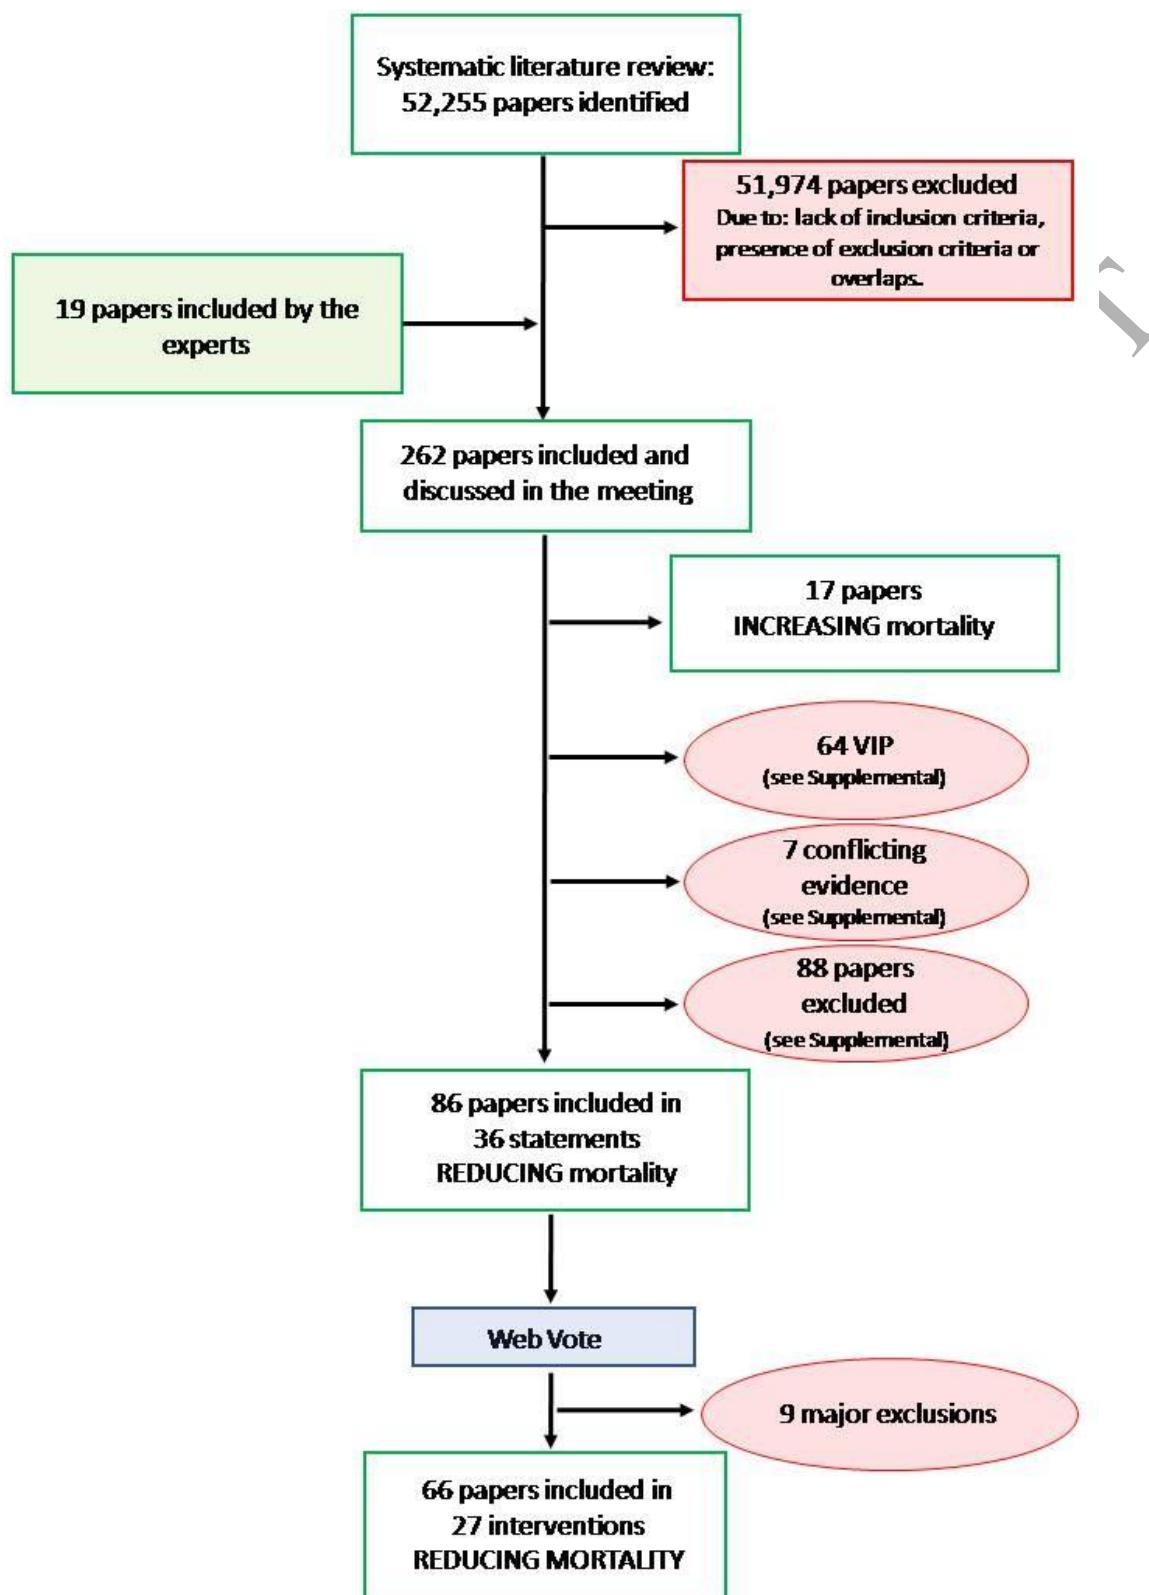 Systematic literature review:
52,255 papers identified
51,974 papers excluded
Due to: lack of inclusion criteria,
presence of exclusion criteria or
overlaps.
19 papers included by the
experts
262 papers included and
discussed in the meeting
17 papers
INCREASING mortality
64 VIP
(see Supplemental)
7 conflicting
evidence
(see Supplemental)
88 papers
excluded
(see Supplemental)
86 papers included in
36 statements
REDUCING mortality
Web Vote
9 major exclusions
66 papers included in
27 interventions
REDUCING MORTALITY